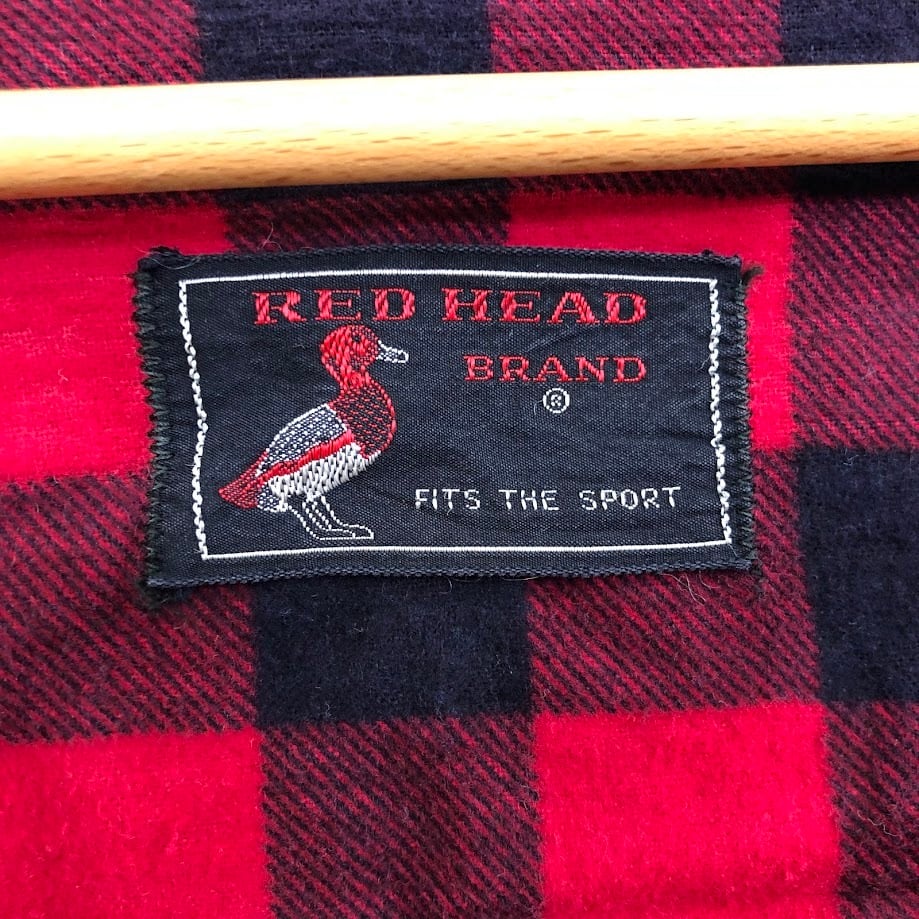 RED HEAD
BRAND
®
FITS THE SPORT